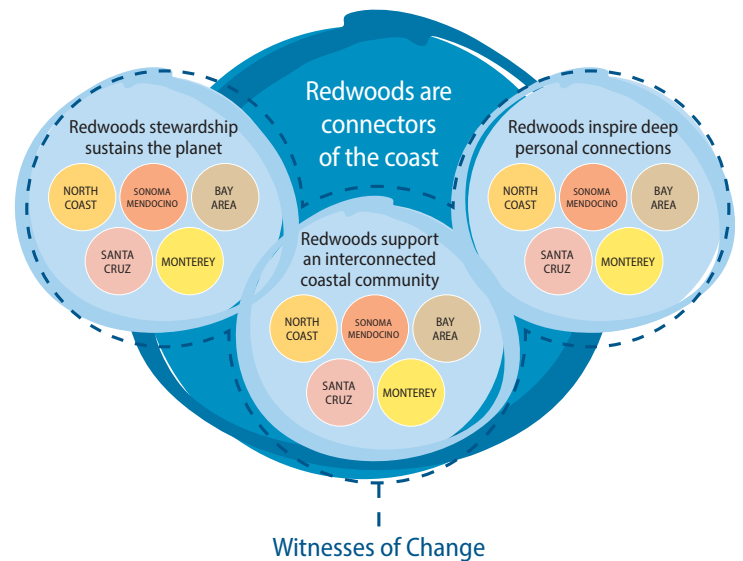 Redwoods are
connectors
of the coast
Redwoods stewardship
sustains the planet
NORTH
COAST
SONOMA
MENDOCINO
BAY
AREA
SANTA
CRUZ
MONTEREY
Redwoods support
an interconnected
coastal community
NORTH
COAST
SONOMA
MENDOCINO
BAY
AREA
SANTA
CRUZ
MONTEREY
Redwoods inspire deep
personal connections
NORTH
COAST
SONOMA
MENDOCINO
BAY
AREA
SANTA
CRUZ
MONTEREY
Witnesses of Change